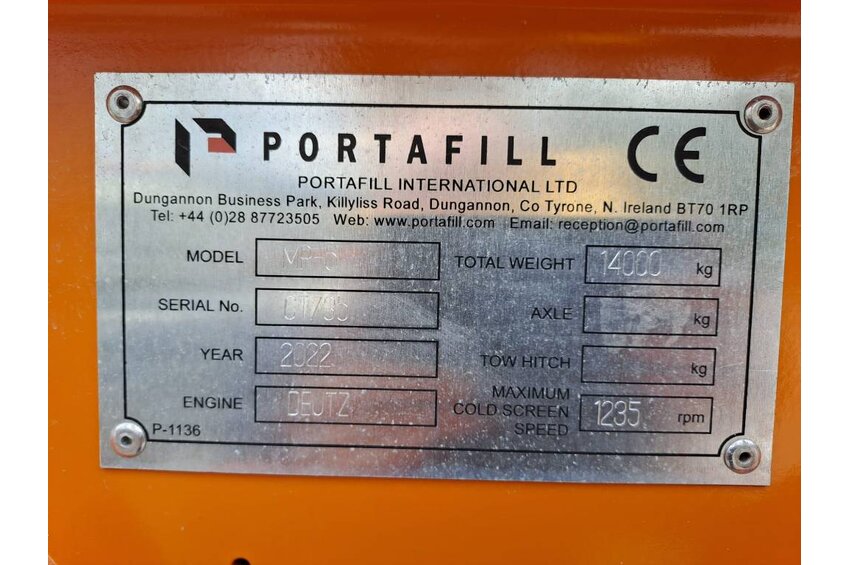 PORTAFILL CE
PORTAFILL INTERNATIONAL LTD
Dungannon Business Park, Killyliss Road, Dungannon, Co Tyrone, N. Ireland BT70 1RP
Tel: +44 (0)28 87723505 Web: www.portafill.com Email: reception@portafill.com
MODEL
TOTAL WEIGHT 14000 kg
SERIAL No.
AXLE kg
YEAR 2022
TOW HITCH kg
ENGINE DEUTZ
MAXIMUM
COLD SCREEN
SPEED
1235 rpm
P-1136